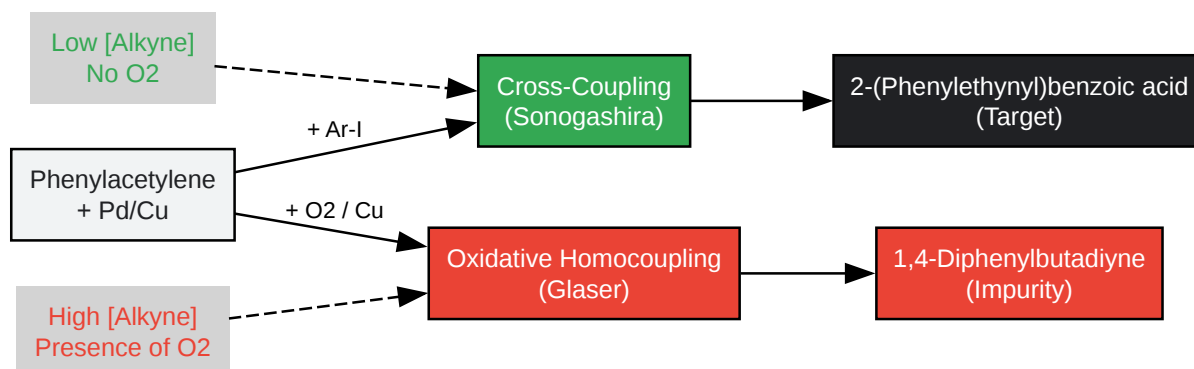 Low [Alkyne]
No O2
Cross-Coupling
(Sonogashira)
2-(Phenylethynyl)benzoic acid
(Target)
+ Ar-I
Phenylacetylene
+ Pd/Cu
+ O2 / Cu
Oxidative Homocoupling
(Glaser)
1,4-Diphenylbutadiyne
(Impurity)
High [Alkyne]
Presence of O2